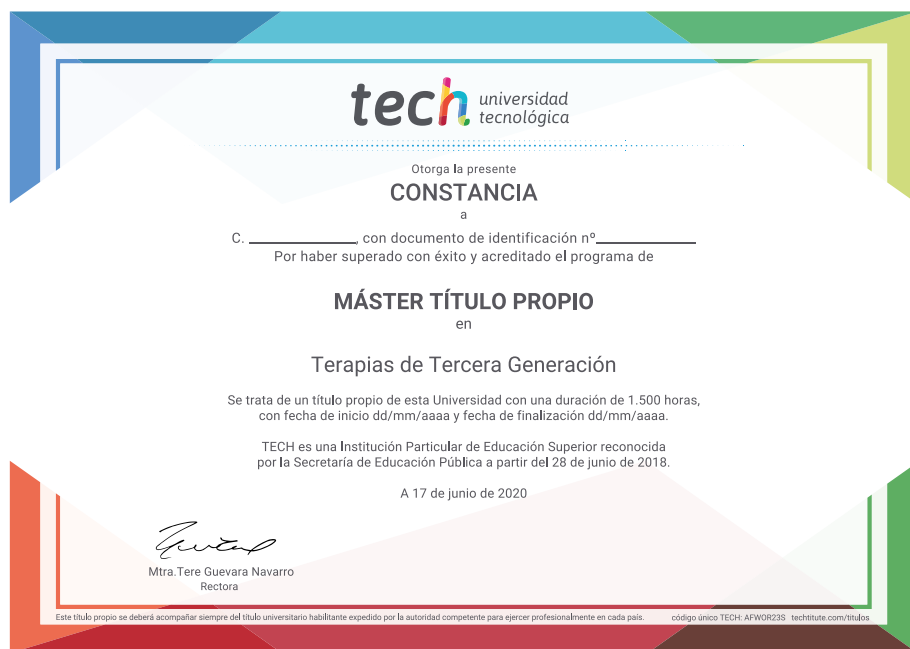 tech universidad
tecnológica
Otorga la presente
CONSTANCIA
a
C. ____________, con documento de identificación nº____________
Por haber superado con éxito y acreditado el programa de
MÁSTER TÍTULO PROPIO
en
Terapias de Tercera Generación
Se trata de un título propio de esta Universidad con una duración de 1.500 horas,
con fecha de inicio dd/mm/aaaa y fecha de finalización dd/mm/aaaa.
TECH es una Institución Particular de Educación Superior reconocida
por la Secretaría de Educación Pública a partir del 28 de junio de 2018.
A 17 de junio de 2020
Mtra.Tere Guevara Navarro
Rectora
Este título propio se deberá acompañar siempre del título universitario habilitante expedido por la autoridad competente para ejercer profesionalmente en cada país. código único TECH: AFWOR23S techtitute.com/titulos